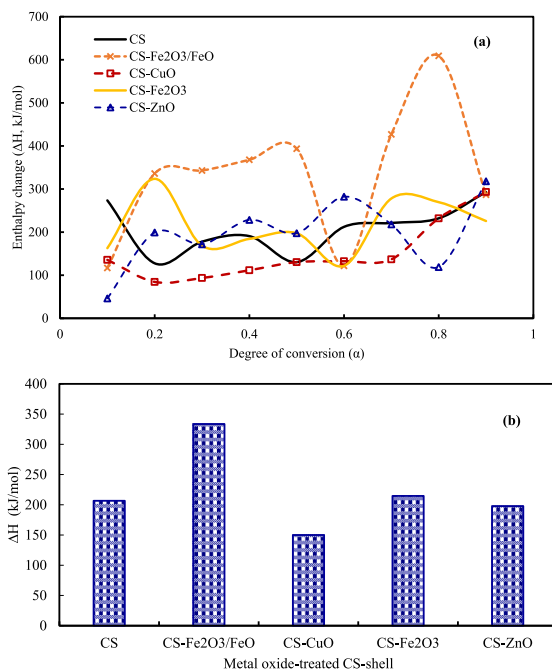 700
600
500
400
300
200
100
0
Enthalpy change (ΔH, kJ/mol)
CS
CS-Fe2O3/FeO
CS-CuO
CS-Fe2O3
CS-ZnO
(a)
0 0.2 0.4 0.6 0.8 1
Degree of conversion (α)
400
350
300
250
200
150
100
50
0
ΔH (kJ/mol)
(b)
CS CS-Fe2O3/FeO CS-CuO CS-Fe2O3 CS-ZnO
Metal oxide-treated CS-shell